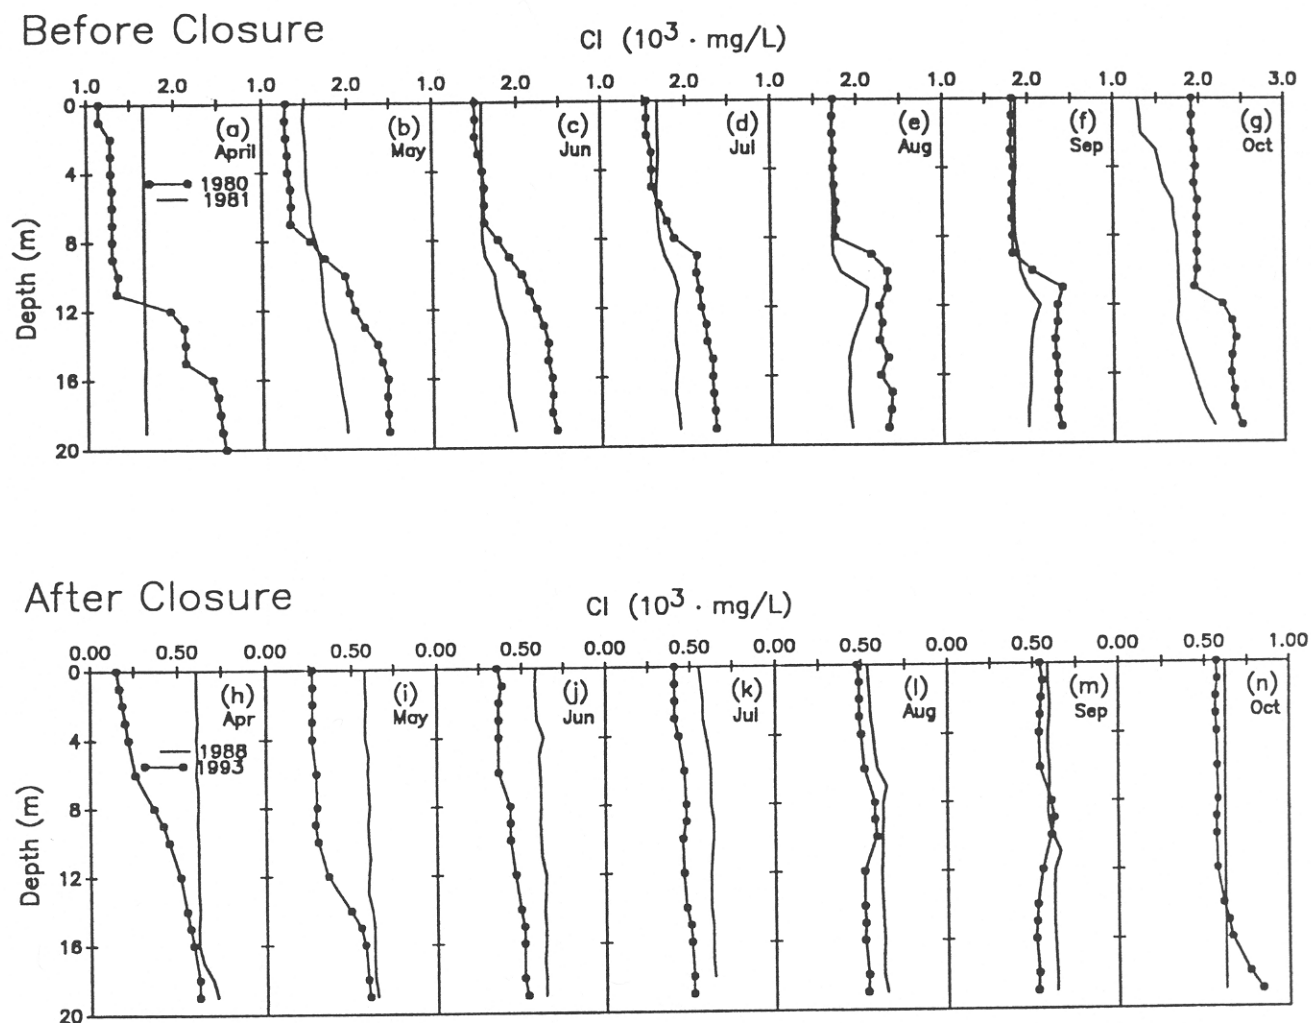 Before Closure
Cl (10³ · mg/L)
1.0 2.0 1.0 2.0 1.0 2.0 1.0 2.0 1.0 2.0 1.0 2.0 1.0 2.0 3.0
0
(a) (b) (c) (d) (e) (f) (g)
April May Jun Jul Aug Sep Oct
4
1980
1981
8
12
16
20
Depth (m)
After Closure
Cl (10³ · mg/L)
0.00 0.50 0.00 0.50 0.00 0.50 0.00 0.50 0.00 0.50 0.00 0.50 0.00 0.50 1.00
0
(h) (i) (j) (k) (l) (m) (n)
Apr May Jun Jul Aug Sep Oct
4
1988
1993
8
12
16
20
Depth (m)